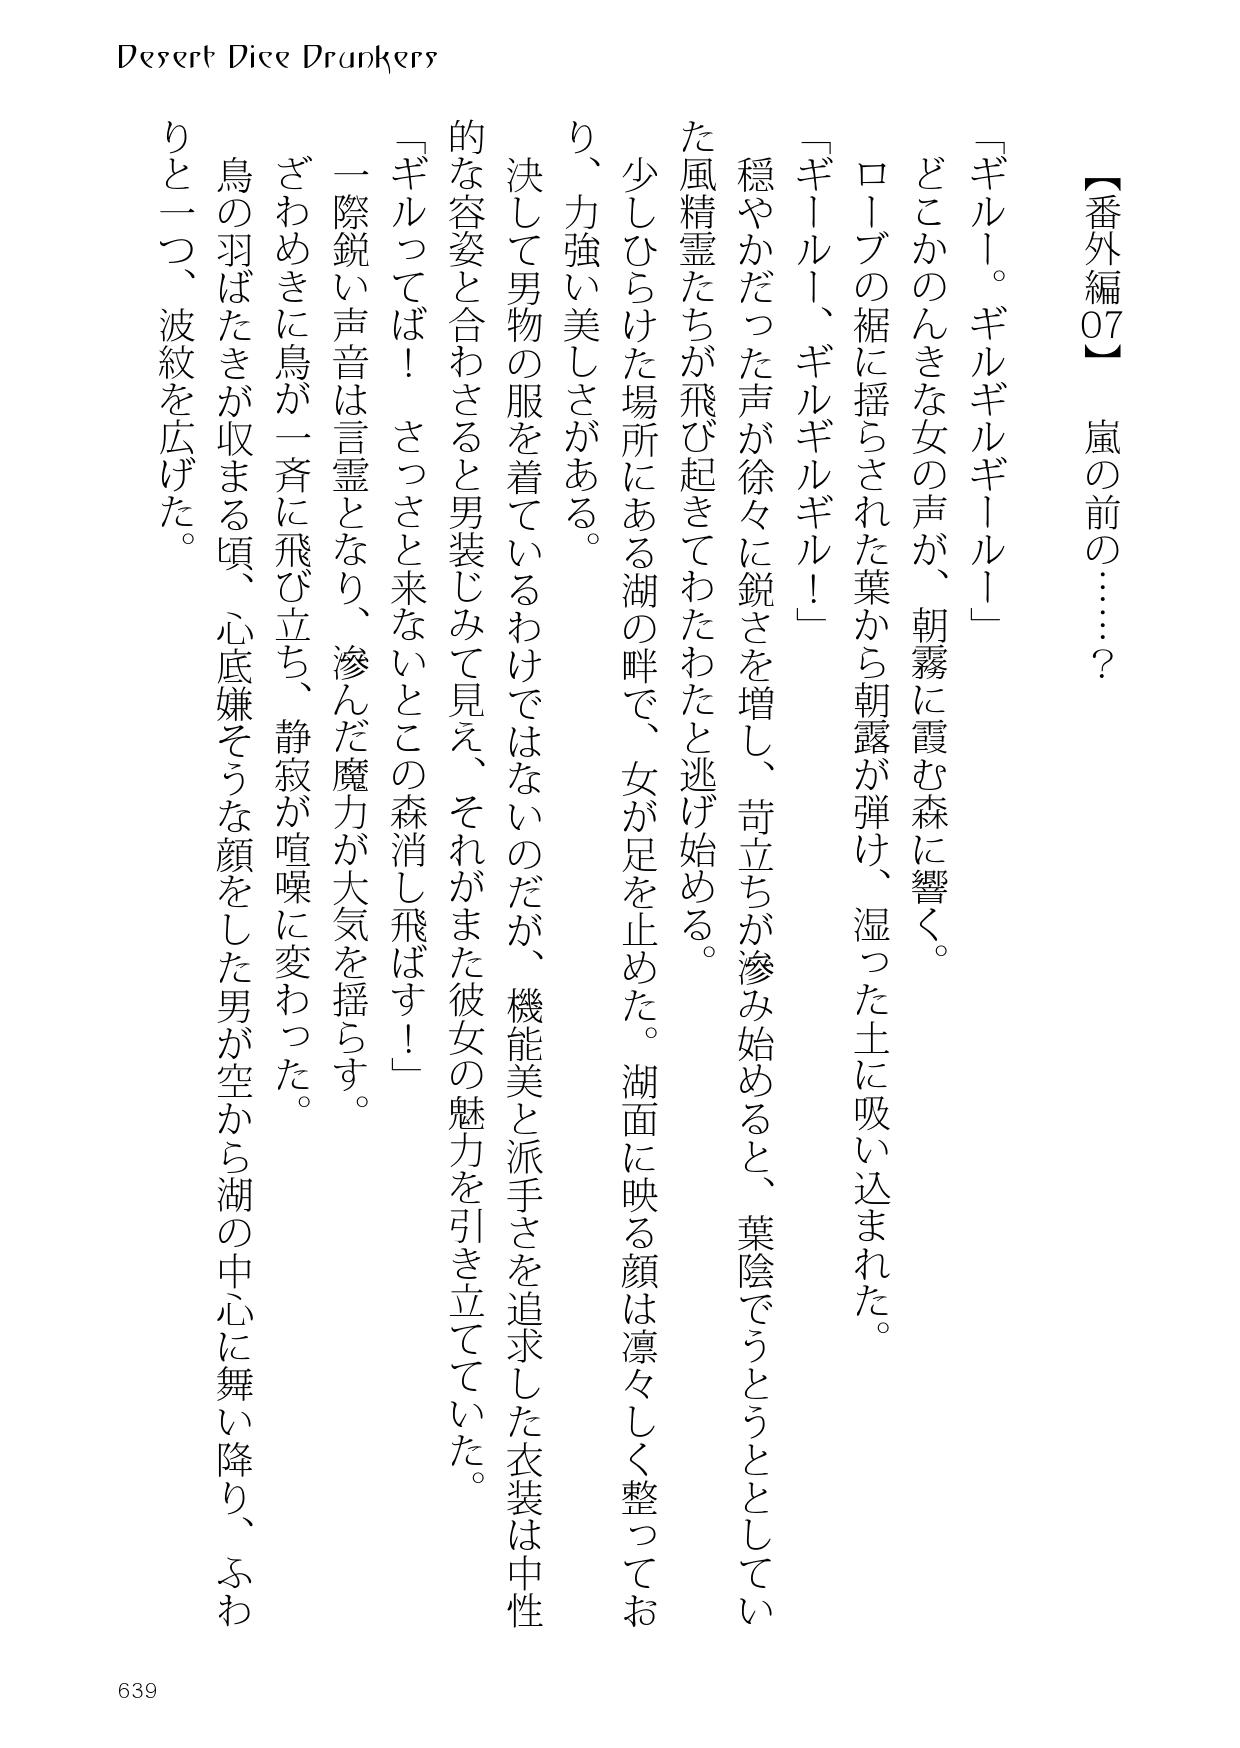 Desert Dice Drunkers
【番外編07】　嵐の前の……？
「ギルー。ギルギルギールー」
　どこかのんきな女の声が、朝霧に霞む森に響く。
　ローブの裾に揺らされた葉から朝露が弾け、湿った土に吸い込まれた。
「ギールー、ギルギルギル！」
　穏やかだった声が徐々に鋭さを増し、苛立ちが滲み始めると、葉陰でうとうととしてい
た風精霊たちが飛び起きてわたわたと逃げ始める。
　少しひらけた場所にある湖の畔で、女が足を止めた。湖面に映る顔は凛々しく整ってお
り、力強い美しさがある。
　決して男物の服を着ているわけではないのだが、機能美と派手さを追求した衣装は中性
的な容姿と合わさると男装じみて見え、それがまた彼女の魅力を引き立てていた。
「ギルってば！　さっさと来ないとこの森消し飛ばす！」
　一際鋭い声音は言霊となり、滲んだ魔力が大気を揺らす。
　ざわめきに鳥が一斉に飛び立ち、静寂が喧噪に変わった。
　鳥の羽ばたきが収まる頃、心底嫌そうな顔をした男が空から湖の中心に舞い降り、ふわ
りと一つ、波紋を広げた。
639